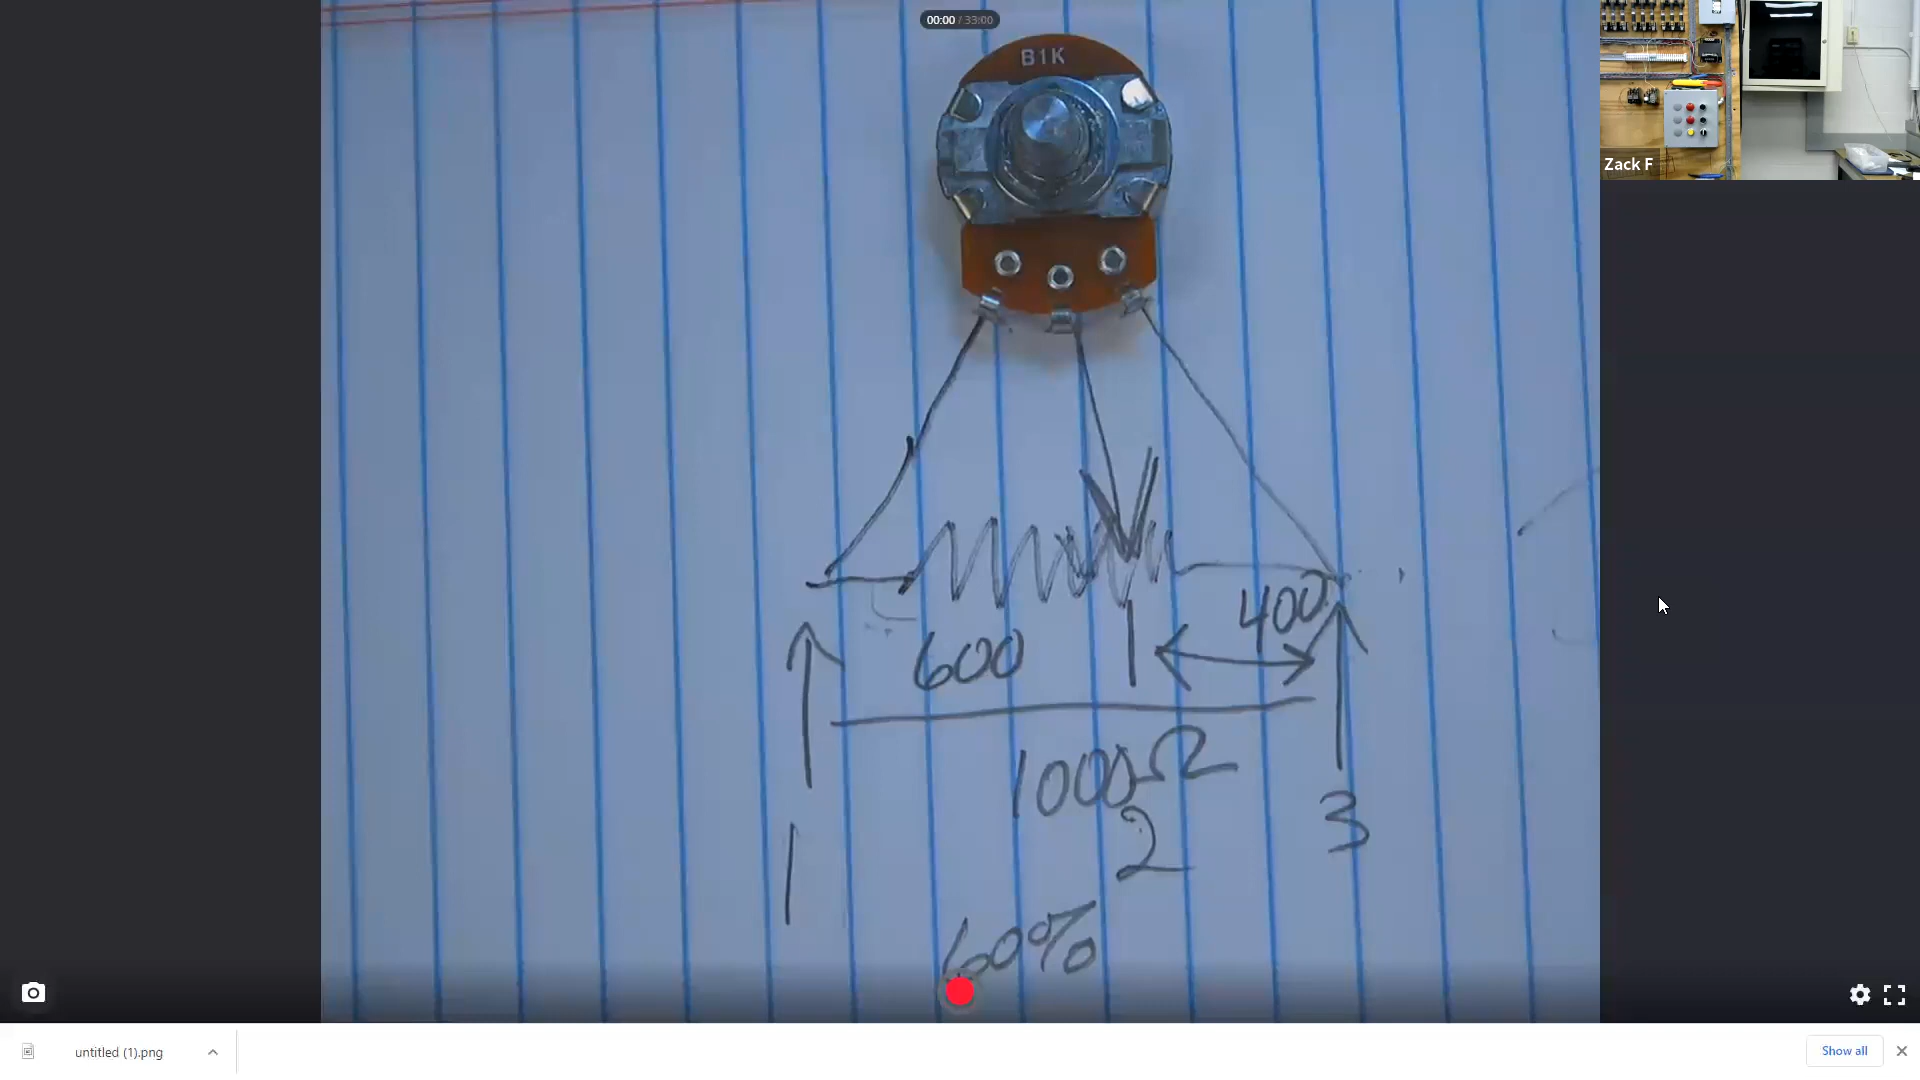 00:00 / 33:00
B1K
Zack F
600
400
1000Ω
1
2
3
60%
untitled (1).png
Show all